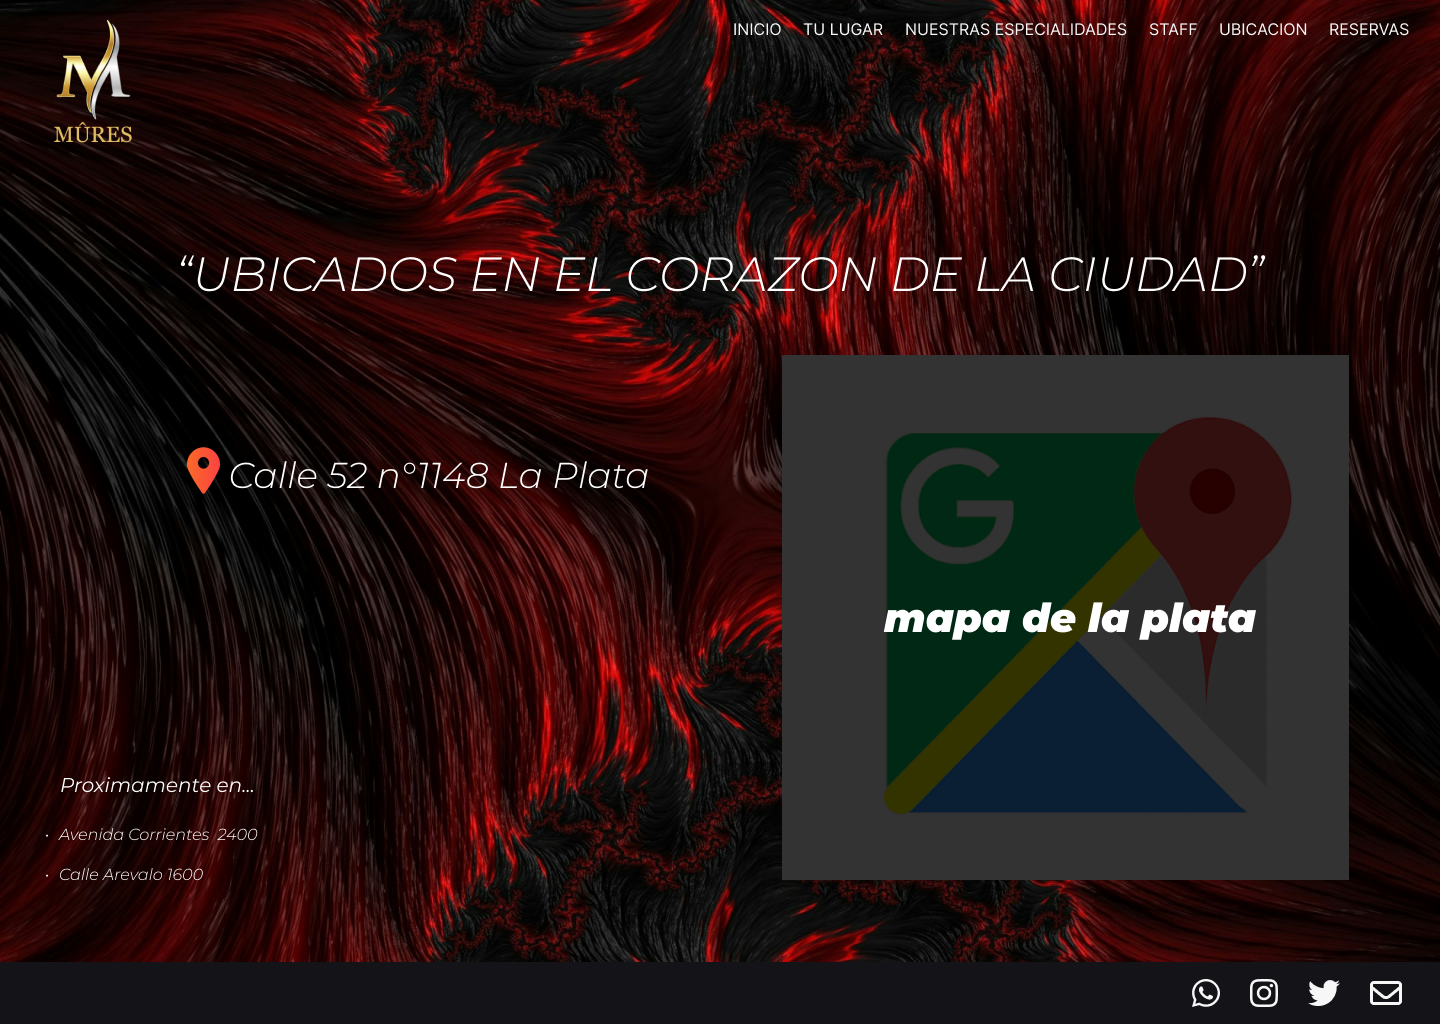 INICIO TU LUGAR NUESTRAS ESPECIALIDADES STAFF UBICACION RESERVAS
M
MÛRES
“UBICADOS EN EL CORAZON DE LA CIUDAD”
Calle 52 n°1148 La Plata
G
mapa de la plata
Proximamente en...
· Avenida Corrientes 2400
· Calle Arevalo 1600